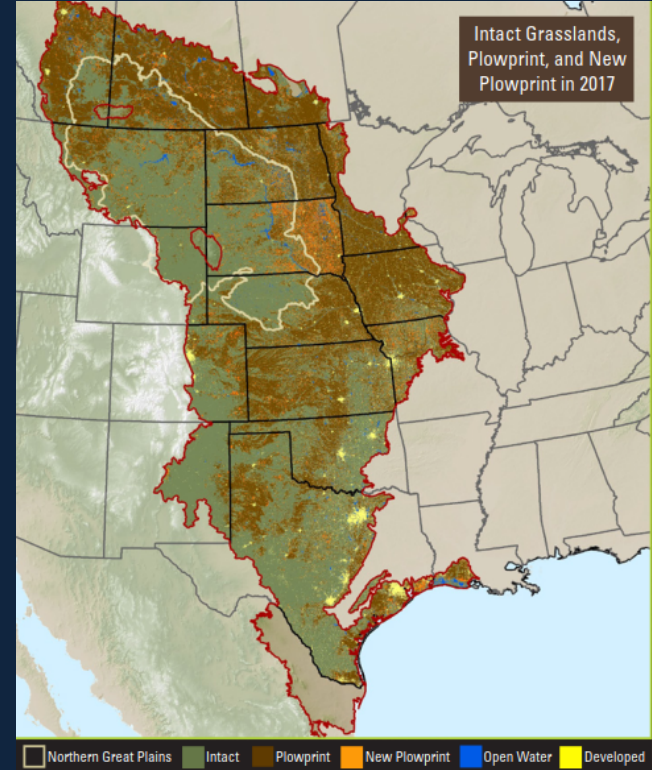 Intact Grasslands,
Plowprint, and New
Plowprint in 2017
Northern Great Plains Intact Plowprint New Plowprint Open Water Developed